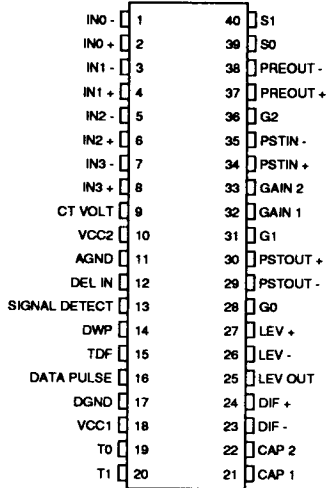 IN0 - 1 40 S1
IN0 + 2 39 S0
IN1 - 3 38 PREOUT -
IN1 + 4 37 PREOUT +
IN2 - 5 36 G2
IN2 + 6 35 PSTIN -
IN3 - 7 34 PSTIN +
IN3 + 8 33 GAIN 2
CT VOLT 9 32 GAIN 1
VCC2 10 31 G1
AGND 11 30 PSTOUT +
DEL IN 12 29 PSTOUT -
SIGNAL DETECT 13 28 G0
DWP 14 27 LEV +
TDF 15 26 LEV -
DATA PULSE 16 25 LEV OUT
DGND 17 24 DIF +
VCC1 18 23 DIF -
T0 19 22 CAP 2
T1 20 21 CAP 1